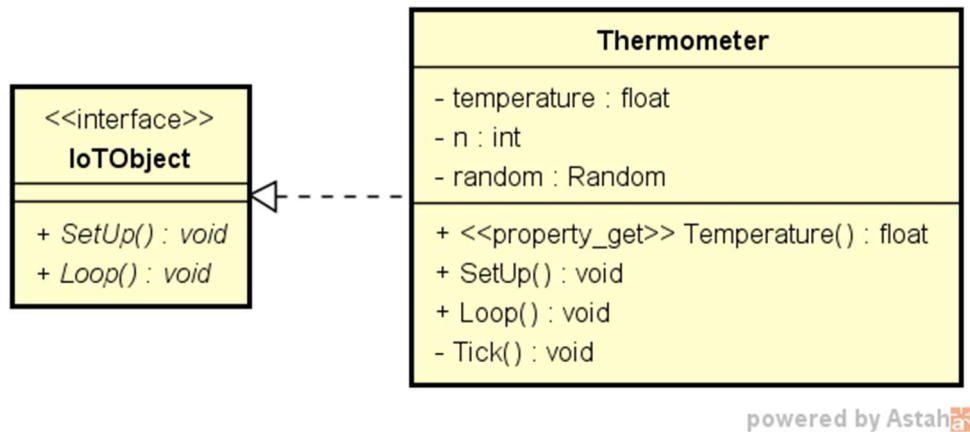 <<interface>>
IoTObject
+ SetUp() : void
+ Loop() : void
Thermometer
- temperature : float
- n : int
- random : Random
+ <<property_get>> Temperature() : float
+ SetUp() : void
+ Loop() : void
- Tick() : void
powered by Astah